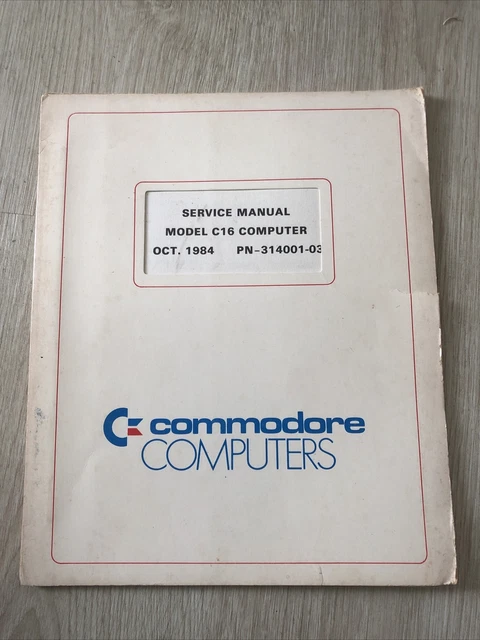 SERVICE MANUAL
MODEL C16 COMPUTER
OCT. 1984 PN-314001-03
commodore
COMPUTERS